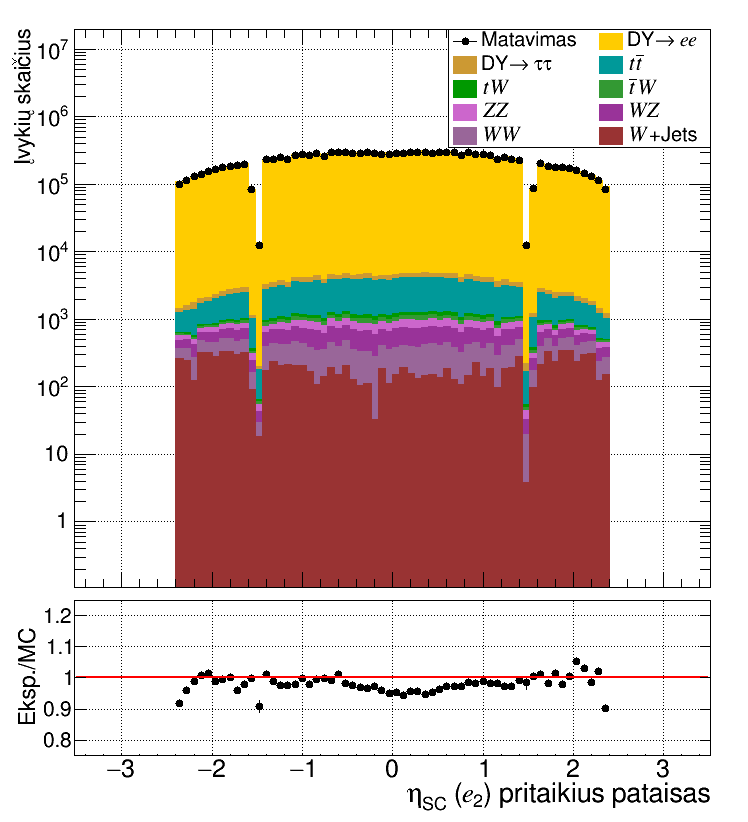 Įvykių skaičius
10⁷
10⁶
10⁵
10⁴
10³
10²
10
1
Matavimas DY→ ee
DY→ ττ tt̄
tW t̄W
ZZ WZ
WW W+Jets
Eksp./MC
1.2
1.1
1
0.9
0.8
−3 −2 −1 0 1 2 3
η_SC (e₂) pritaikius pataisas